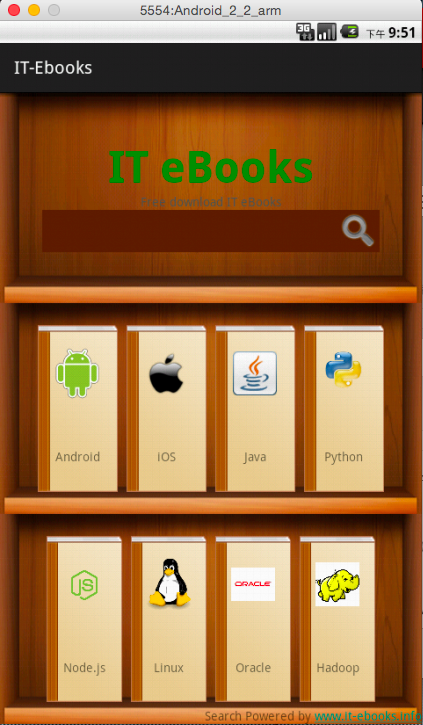 5554:Android_2_2_arm
3G 下午 9:51
IT-Ebooks
IT eBooks
Free download IT eBooks
Android iOS Java Python
JS ORACLE
Node.js Linux Oracle Hadoop
Search Powered by www.it-ebooks.info